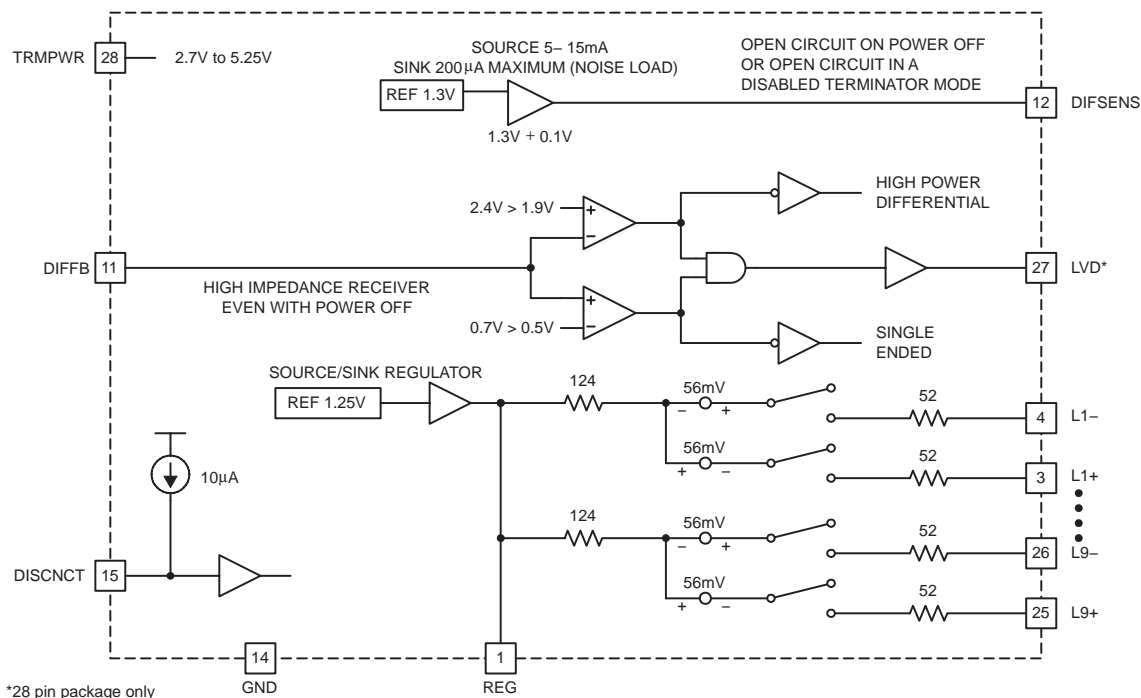 TRMPWR 28 2.7V to 5.25V
SOURCE 5– 15mA
SINK 200µA MAXIMUM (NOISE LOAD)
REF 1.3V
1.3V + 0.1V
OPEN CIRCUIT ON POWER OFF
OR OPEN CIRCUIT IN A
DISABLED TERMINATOR MODE
12 DIFSENS
2.4V > 1.9V
+
–
HIGH POWER
DIFFERENTIAL
DIFFB 11
HIGH IMPEDANCE RECEIVER
EVEN WITH POWER OFF
27 LVD*
+
–
0.7V > 0.5V
SINGLE
ENDED
SOURCE/SINK REGULATOR
REF 1.25V
124
56mV
– +
52
4 L1–
56mV
+ –
52
3 L1+
10µA
124
56mV
– +
52
26 L9–
56mV
+ –
52
25 L9+
DISCNCT 15
14
GND
1
REG
*28 pin package only